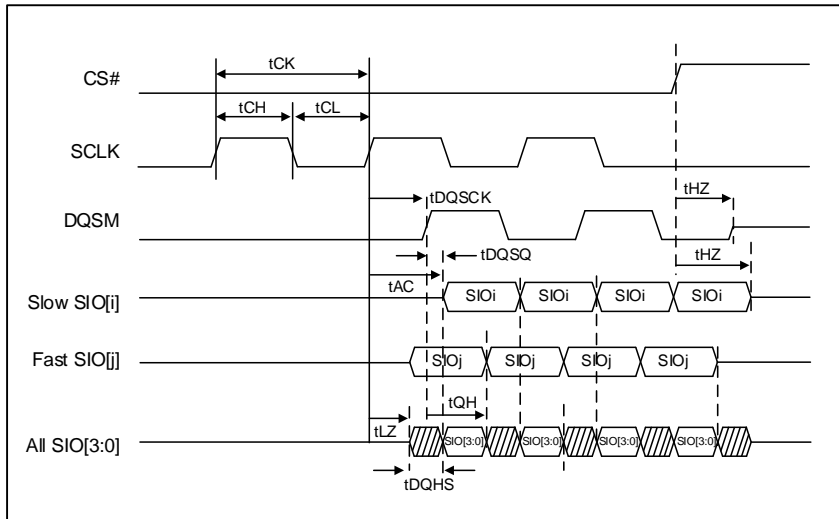 tCK
CS#
tCH
tCL
SCLK
tDQSCK
tHZ
DQSM
tDQSQ
tHZ
tAC
Slow SIO[i]
SIOi
SIOi
SIOi
SIOi
Fast SIO[j]
SIOj
SIOj
SIOj
SIOj
tQH
tLZ
All SIO[3:0]
SIO[3:0]
SIO[3:0]
SIO[3:0]
SIO[3:0]
tDQHS